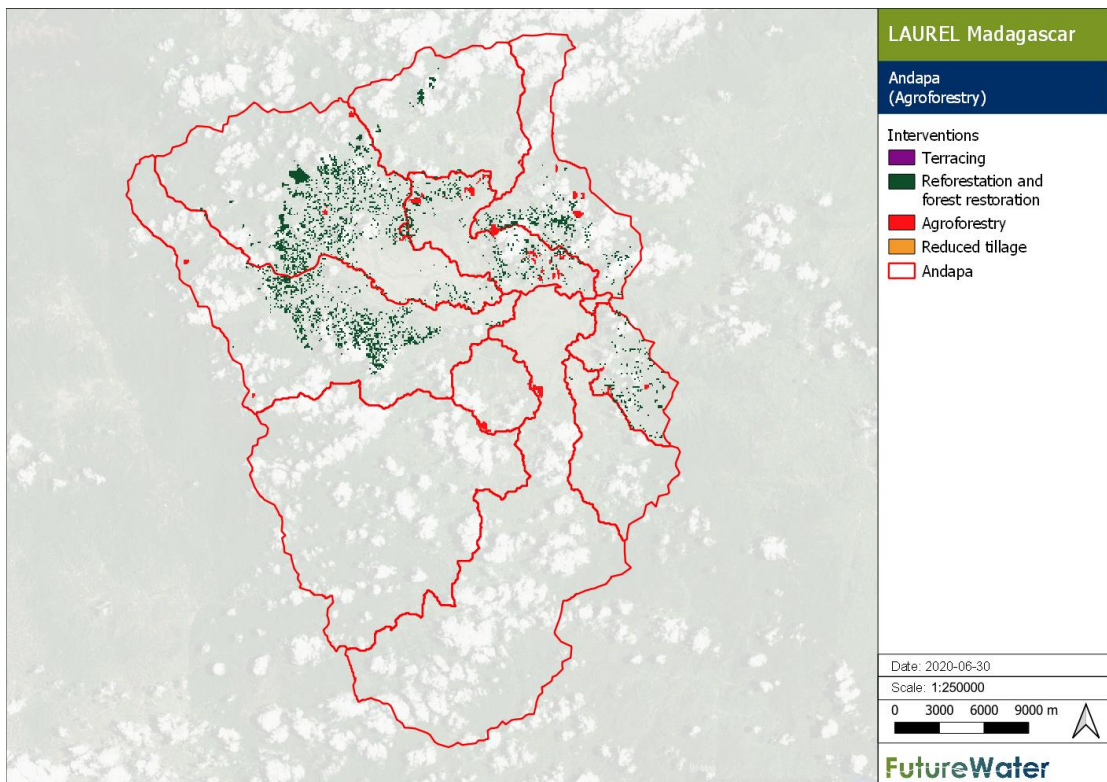 LAUREL Madagascar
Andapa
(Agroforestry)
Interventions
Terracing
Reforestation and
forest restoration
Agroforestry
Reduced tillage
Andapa
Date: 2020-06-30
Scale: 1:250000
0 3000 6000 9000 m
FutureWater